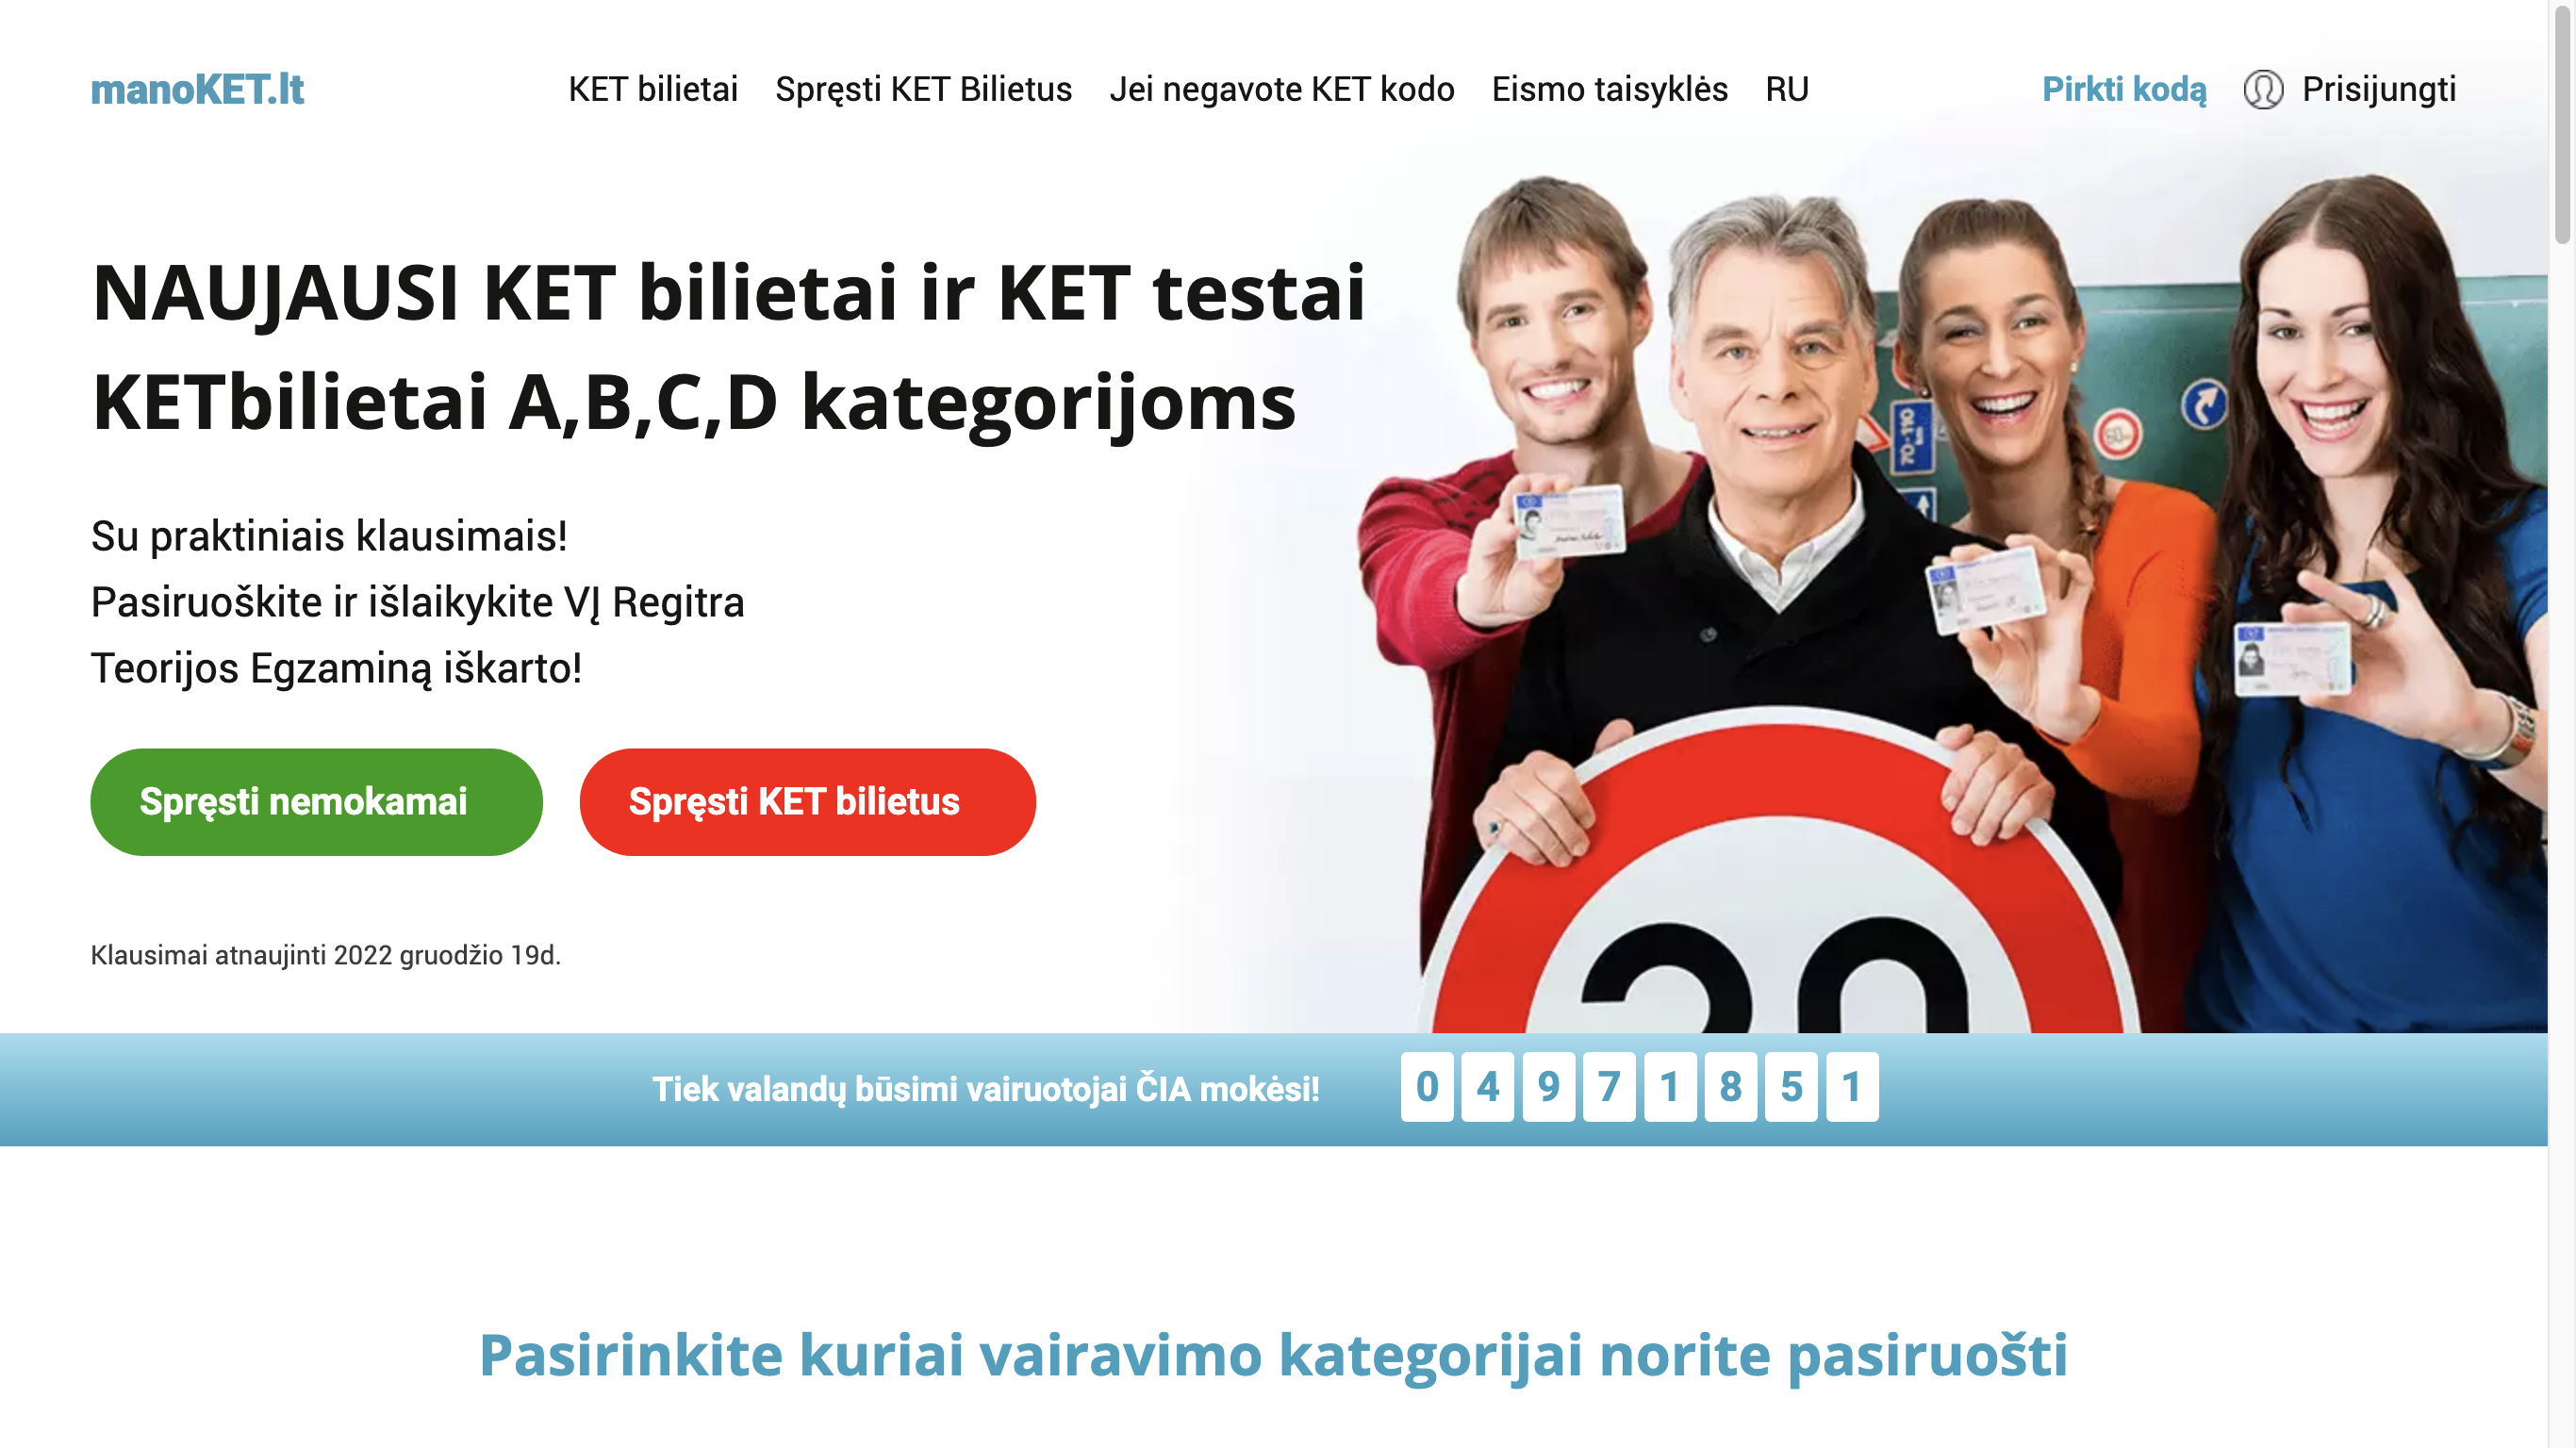 manoKET.lt
KET bilietai
Spręsti KET Bilietus
Jei negavote KET kodo
Eismo taisyklės
RU
Pirkti kodą
Prisijungti
NAUJAUSI KET bilietai ir KET testai
KETbilietai A,B,C,D kategorijoms
Su praktiniais klausimais!
Pasiruoškite ir išlaikykite VĮ Regitra
Teorijos Egzaminą iškarto!
Spręsti nemokamai
Spręsti KET bilietus
Klausimai atnaujinti 2022 gruodžio 19d.
70-110
Tiek valandų būsimi vairuotojai ČIA mokėsi!
0 4 9 7 1 8 5 1
Pasirinkite kuriai vairavimo kategorijai norite pasiruošti